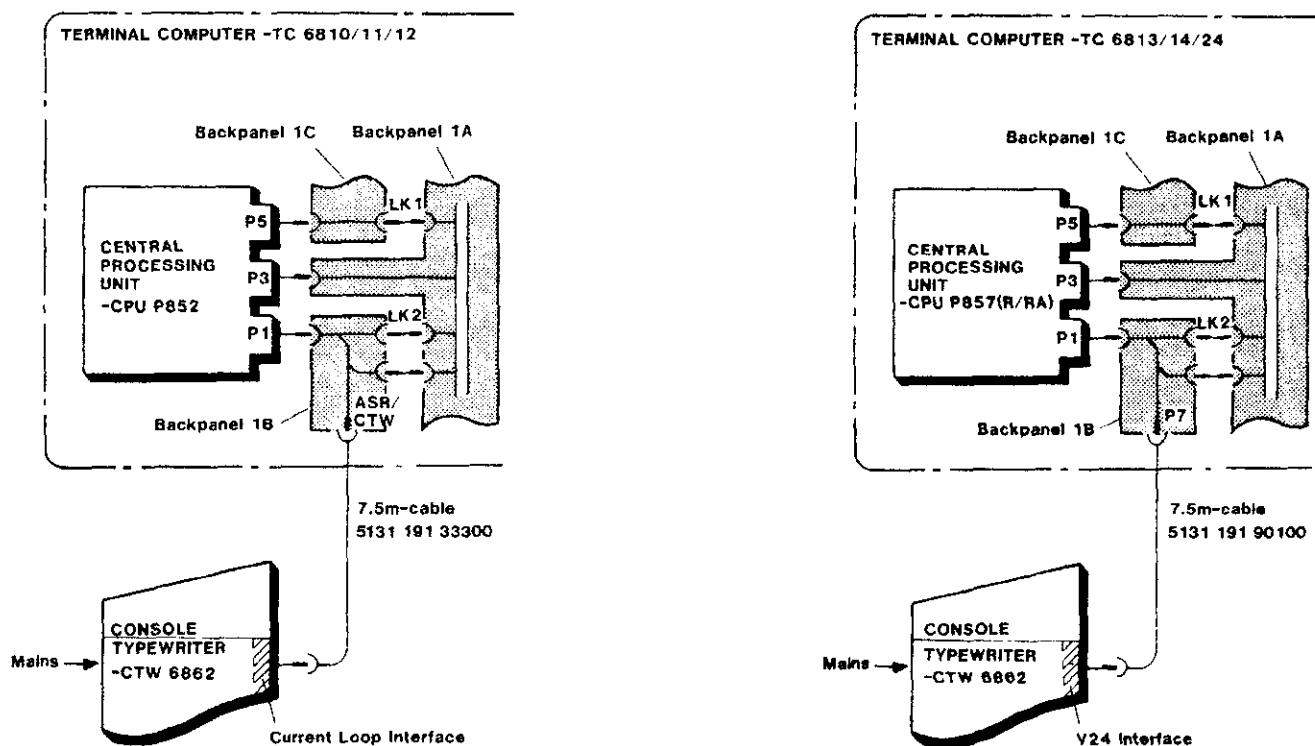 TERMINAL COMPUTER -TC 6810/11/12
Backpanel 1C
Backpanel 1A
P5
LK1
CENTRAL
PROCESSING
UNIT
-CPU P852
P3
P1
LK2
ASR/
CTW
Backpanel 1B
7.5m-cable
5131 191 33300
CONSOLE
TYPEWRITER
-CTW 6862
Mains
Current Loop Interface
TERMINAL COMPUTER -TC 6813/14/24
Backpanel 1C
Backpanel 1A
P5
LK1
CENTRAL
PROCESSING
UNIT
-CPU P857(R/RA)
P3
P1
LK2
P7
Backpanel 1B
7.5m-cable
5131 191 90100
CONSOLE
TYPEWRITER
-CTW 6862
Mains
V24 Interface